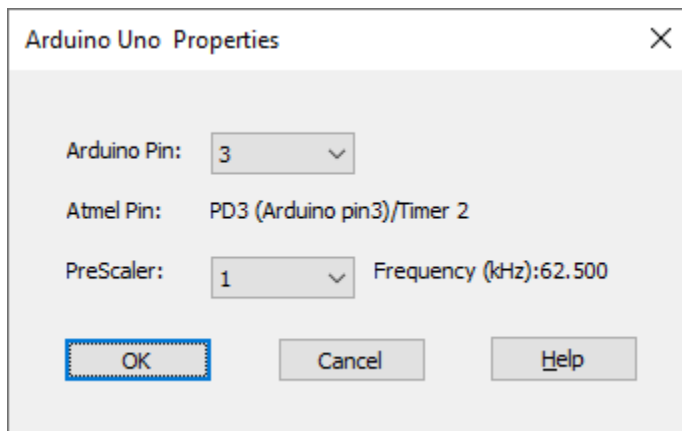 Arduino Uno  Properties
Arduino Pin: 3
Atmel Pin: PD3 (Arduino pin3)/Timer 2
PreScaler: 1 Frequency (kHz):62.500
OK Cancel Help